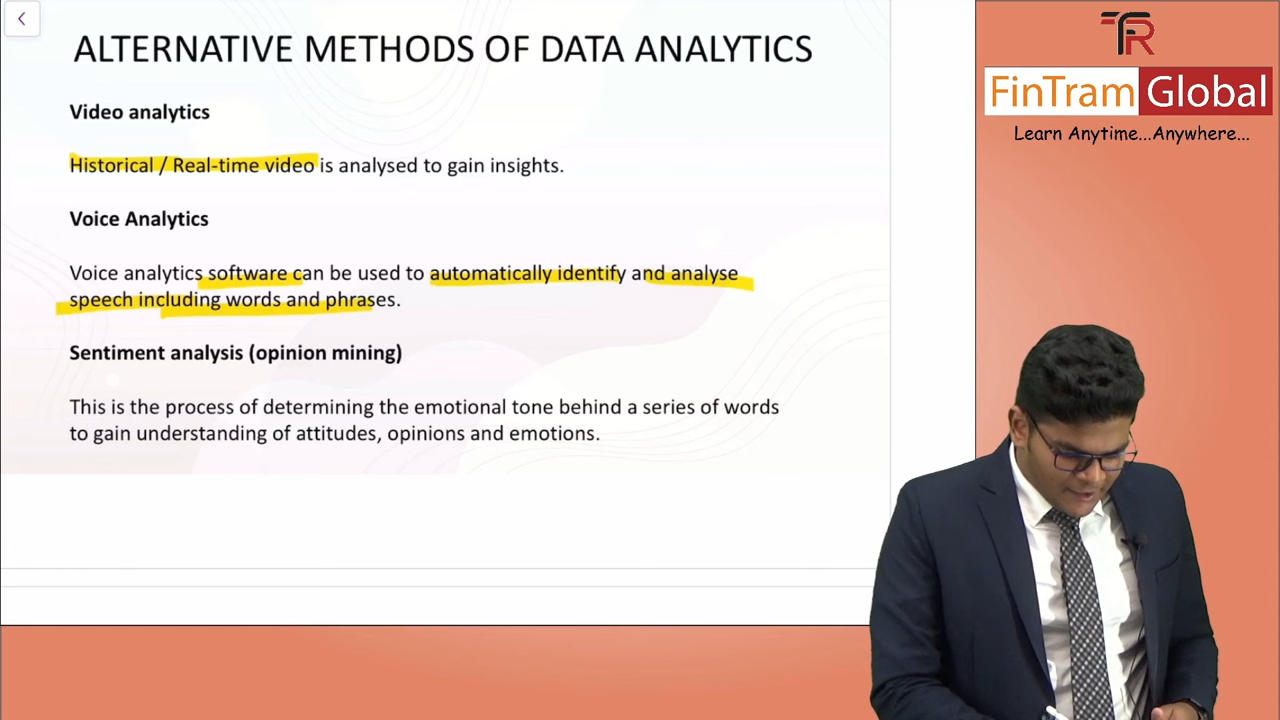 ALTERNATIVE METHODS OF DATA ANALYTICS
Video analytics
Historical / Real-time video is analysed to gain insights.
Voice Analytics
Voice analytics software can be used to automatically identify and analyse
speech including words and phrases.
Sentiment analysis (opinion mining)
This is the process of determining the emotional tone behind a series of words
to gain understanding of attitudes, opinions and emotions.
FinTram Global
Learn Anytime...Anywhere...